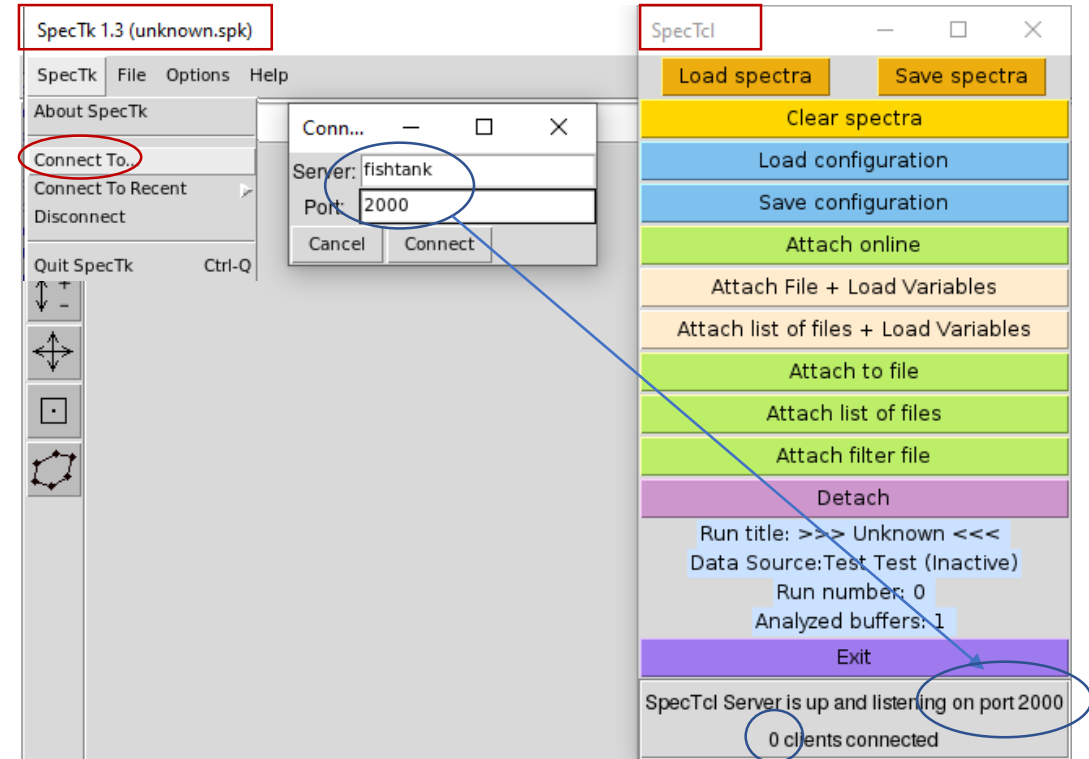 SpecTk 1.3 (unknown.spk)
SpecTk File Options Help
About SpecTk
Connect To..
Connect To Recent
Disconnect
Quit SpecTk Ctrl-Q
+
-
Conn...
Server: fishtank
Port: 2000
Cancel Connect
SpecTcl
Load spectra Save spectra
Clear spectra
Load configuration
Save configuration
Attach online
Attach File + Load Variables
Attach list of files + Load Variables
Attach to file
Attach list of files
Attach filter file
Detach
Run title: >>> Unknown <<<
Data Source:Test Test (Inactive)
Run number: 0
Analyzed buffers: 1
Exit
SpecTcl Server is up and listening on port 2000
0 clients connected